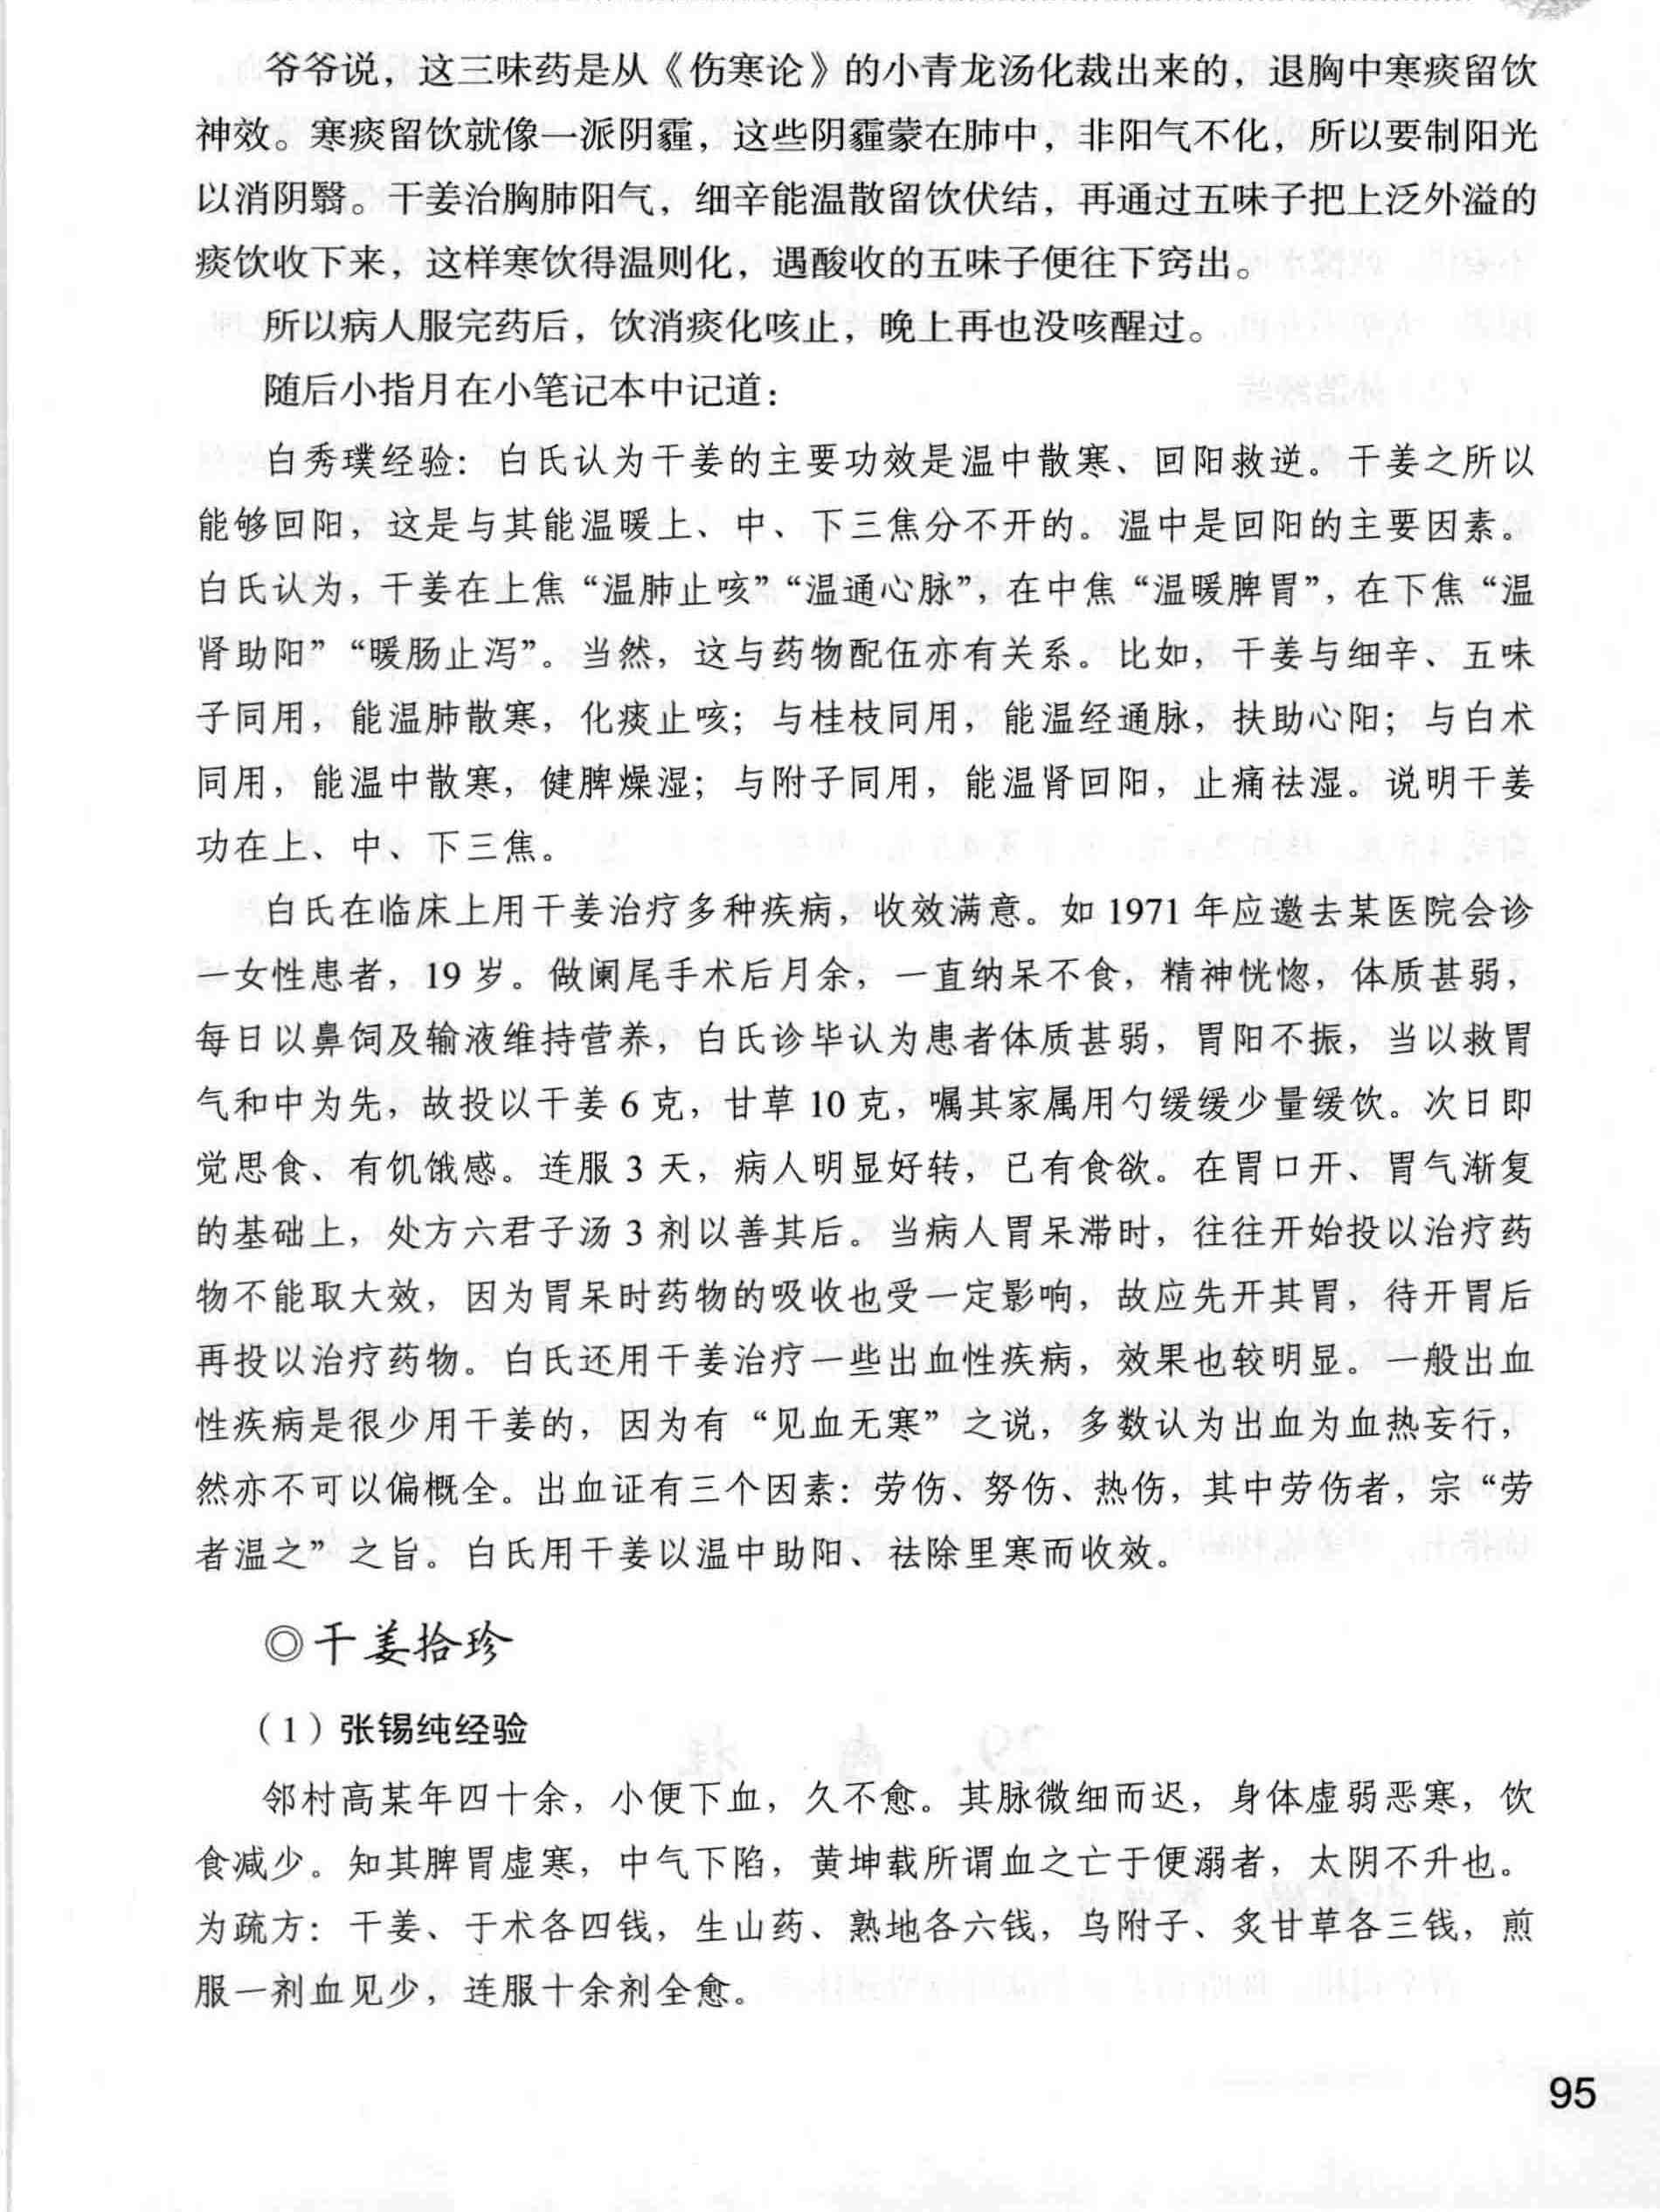 爷爷说，这三味药是从《伤寒论》的小青龙汤化裁出来的，退胸中寒痰留饮
神效。寒痰留饮就像一派阴霾，这些阴霾蒙在肺中，非阳气不化，所以要制阳光
以消阴翳。干姜治胸肺阳气，细辛能温散留饮伏结，再通过五味子把上泛外溢的
痰饮收下来，这样寒饮得温则化，遇酸收的五味子便往下窍出。
所以病人服完药后，饮消痰化咳止，晚上再也没咳醒过。
随后小指月在小笔记本中记道：
白秀璞经验：白氏认为干姜的主要功效是温中散寒、回阳救逆。干姜之所以
能够回阳，这是与其能温暖上、中、下三焦分不开的。温中是回阳的主要因素。
白氏认为，干姜在上焦“温肺止咳”“温通心脉”，在中焦“温暖脾胃”，在下焦“温
肾助阳”“暖肠止泻”。当然，这与药物配伍亦有关系。比如，干姜与细辛、五味
子同用，能温肺散寒，化痰止咳；与桂枝同用，能温经通脉，扶助心阳；与白术
同用，能温中散寒，健脾燥湿；与附子同用，能温肾回阳，止痛祛湿。说明干姜
功在上、中、下三焦。
白氏在临床上用干姜治疗多种疾病，收效满意。如 1971 年应邀去某医院会诊
一女性患者，19 岁。做阑尾手术后月余，一直纳呆不食，精神恍惚，体质甚弱，
每日以鼻饲及输液维持营养，白氏诊毕认为患者体质甚弱，胃阳不振，当以救胃
气和中为先，故投以干姜 6 克，甘草 10 克，嘱其家属用勺缓缓少量缓饮。次日即
觉思食、有饥饿感。连服 3 天，病人明显好转，已有食欲。在胃口开、胃气渐复
的基础上，处方六君子汤 3 剂以善其后。当病人胃呆滞时，往往开始投以治疗药
物不能取大效，因为胃呆时药物的吸收也受一定影响，故应先开其胃，待开胃后
再投以治疗药物。白氏还用干姜治疗一些出血性疾病，效果也较明显。一般出血
性疾病是很少用干姜的，因为有“见血无寒”之说，多数认为出血为血热妄行，
然亦不可以偏概全。出血证有三个因素：劳伤、努伤、热伤，其中劳伤者，宗“劳
者温之”之旨。白氏用干姜以温中助阳、祛除里寒而收效。
◎干姜拾珍
（1）张锡纯经验
邻村高某年四十余，小便下血，久不愈。其脉微细而迟，身体虚弱恶寒，饮
食减少。知其脾胃虚寒，中气下陷，黄坤载所谓血之亡于便溺者，太阴不升也。
为疏方：干姜、于术各四钱，生山药、熟地各六钱，乌附子、炙甘草各三钱，煎
服一剂血见少，连服十余剂全愈。
95